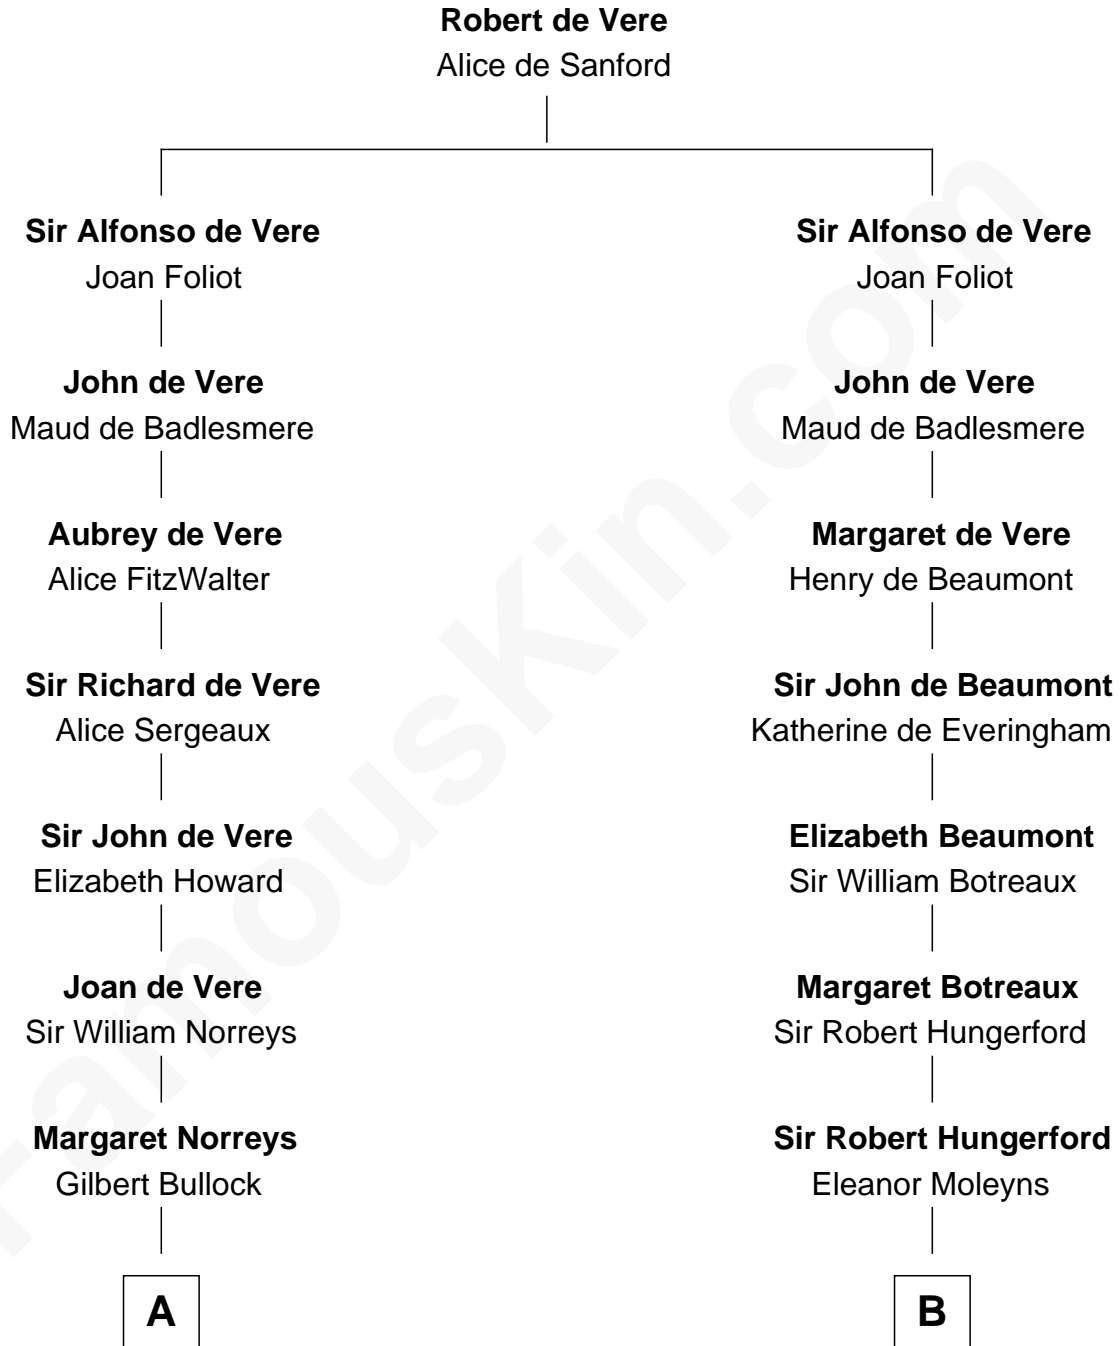 Robert de Vere
Alice de Sanford
Sir Alfonso de Vere
Joan Foliot
John de Vere
Maud de Badlesmere
Aubrey de Vere
Alice FitzWalter
Sir Richard de Vere
Alice Sergeaux
Sir John de Vere
Elizabeth Howard
Joan de Vere
Sir William Norreys
Margaret Norreys
Gilbert Bullock
A
Sir Alfonso de Vere
Joan Foliot
John de Vere
Maud de Badlesmere
Margaret de Vere
Henry de Beaumont
Sir John de Beaumont
Katherine de Everingham
Elizabeth Beaumont
Sir William Botreaux
Margaret Botreaux
Sir Robert Hungerford
Sir Robert Hungerford
Eleanor Moleyns
B
FamousKin.com